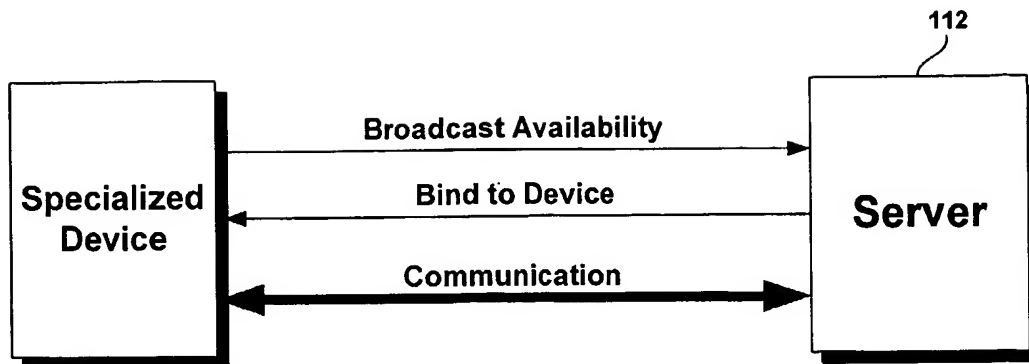 112
Broadcast Availability
Specialized
Device
Bind to Device
Server
Communication